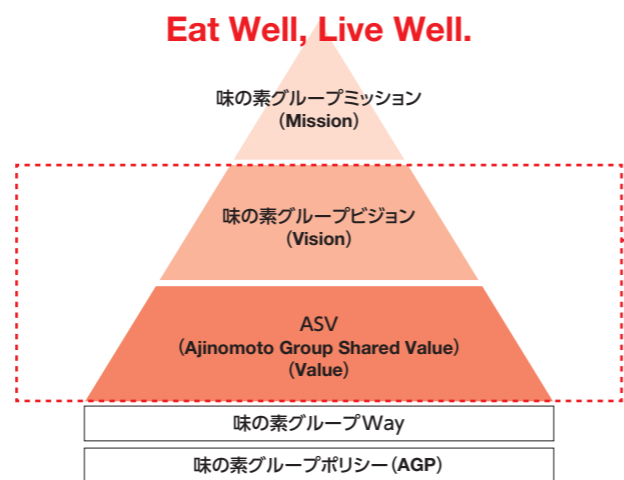 Eat Well, Live Well.
味の素グループミッション
（Mission）
味の素グループビジョン
（Vision）
ASV
（Ajinomoto Group Shared Value）
（Value）
味の素グループWay
味の素グループポリシー（AGP）